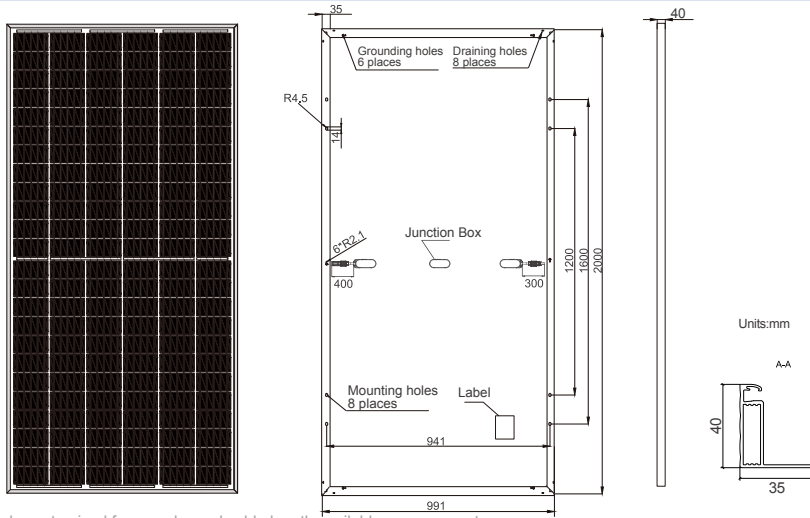 35
40
Grounding holes
6 places
Draining holes
8 places
R4.5
14
6*R2.1
Junction Box
400
300
1200
1600
2000
Units:mm
A-A
Mounting holes
8 places
Label
40
941
35
991